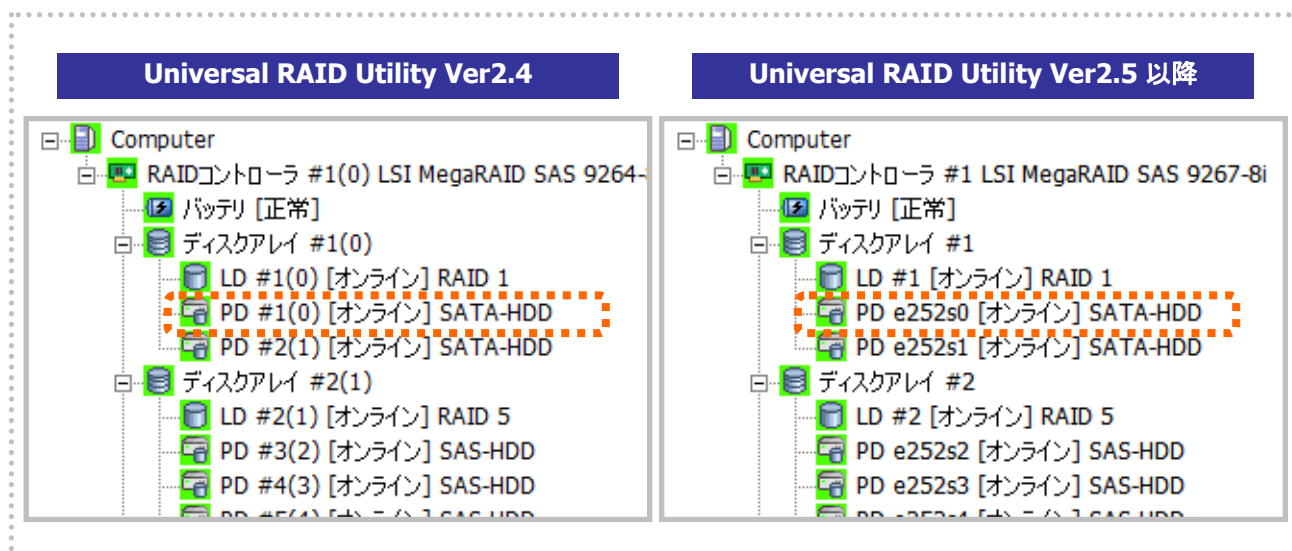 Universal RAID Utility Ver2.4
Computer
RAIDコントローラ #1(0) LSI MegaRAID SAS 9264-
バッテリ [正常]
ディスクアレイ #1(0)
LD #1(0) [オンライン] RAID 1
PD #1(0) [オンライン] SATA-HDD
PD #2(1) [オンライン] SATA-HDD
ディスクアレイ #2(1)
LD #2(1) [オンライン] RAID 5
PD #3(2) [オンライン] SAS-HDD
PD #4(3) [オンライン] SAS-HDD
Universal RAID Utility Ver2.5 以降
Computer
RAIDコントローラ #1 LSI MegaRAID SAS 9267-8i
バッテリ [正常]
ディスクアレイ #1
LD #1 [オンライン] RAID 1
PD e252s0 [オンライン] SATA-HDD
PD e252s1 [オンライン] SATA-HDD
ディスクアレイ #2
LD #2 [オンライン] RAID 5
PD e252s2 [オンライン] SAS-HDD
PD e252s3 [オンライン] SAS-HDD